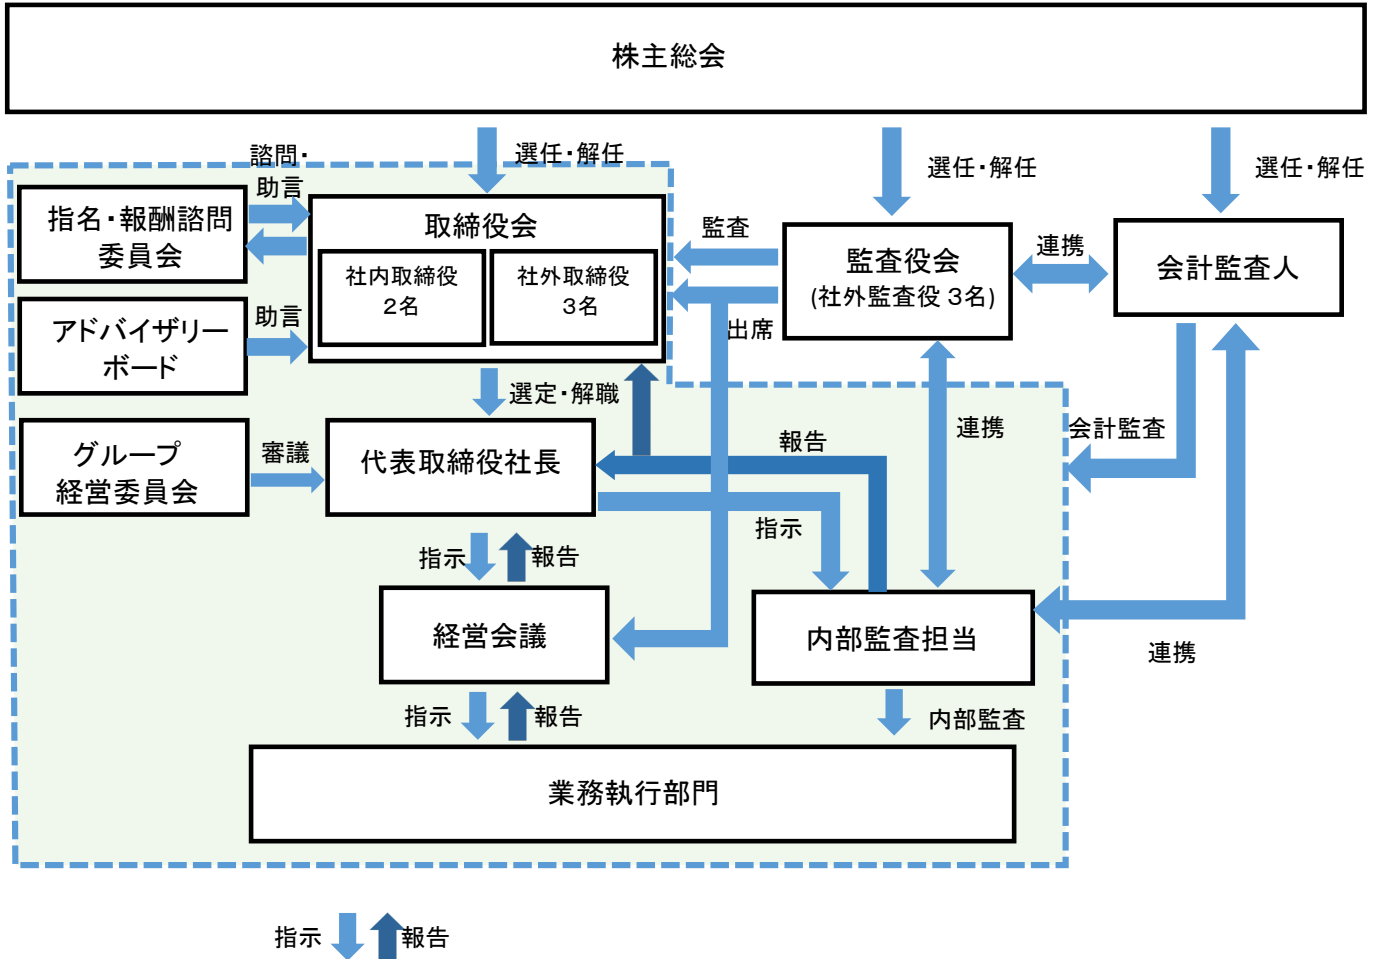 株主総会
選任・解任
選任・解任
選任・解任
諮問・
助言
指名・報酬諮問
委員会
取締役会
社内取締役
2名
社外取締役
3名
監査
出席
監査役会
(社外監査役 3名)
連携
会計監査人
アドバイザリー
ボード
助言
選定・解職
グループ
経営委員会
審議
代表取締役社長
報告
指示
連携
会計監査
指示
報告
経営会議
内部監査担当
連携
指示
報告
内部監査
業務執行部門
指示
報告